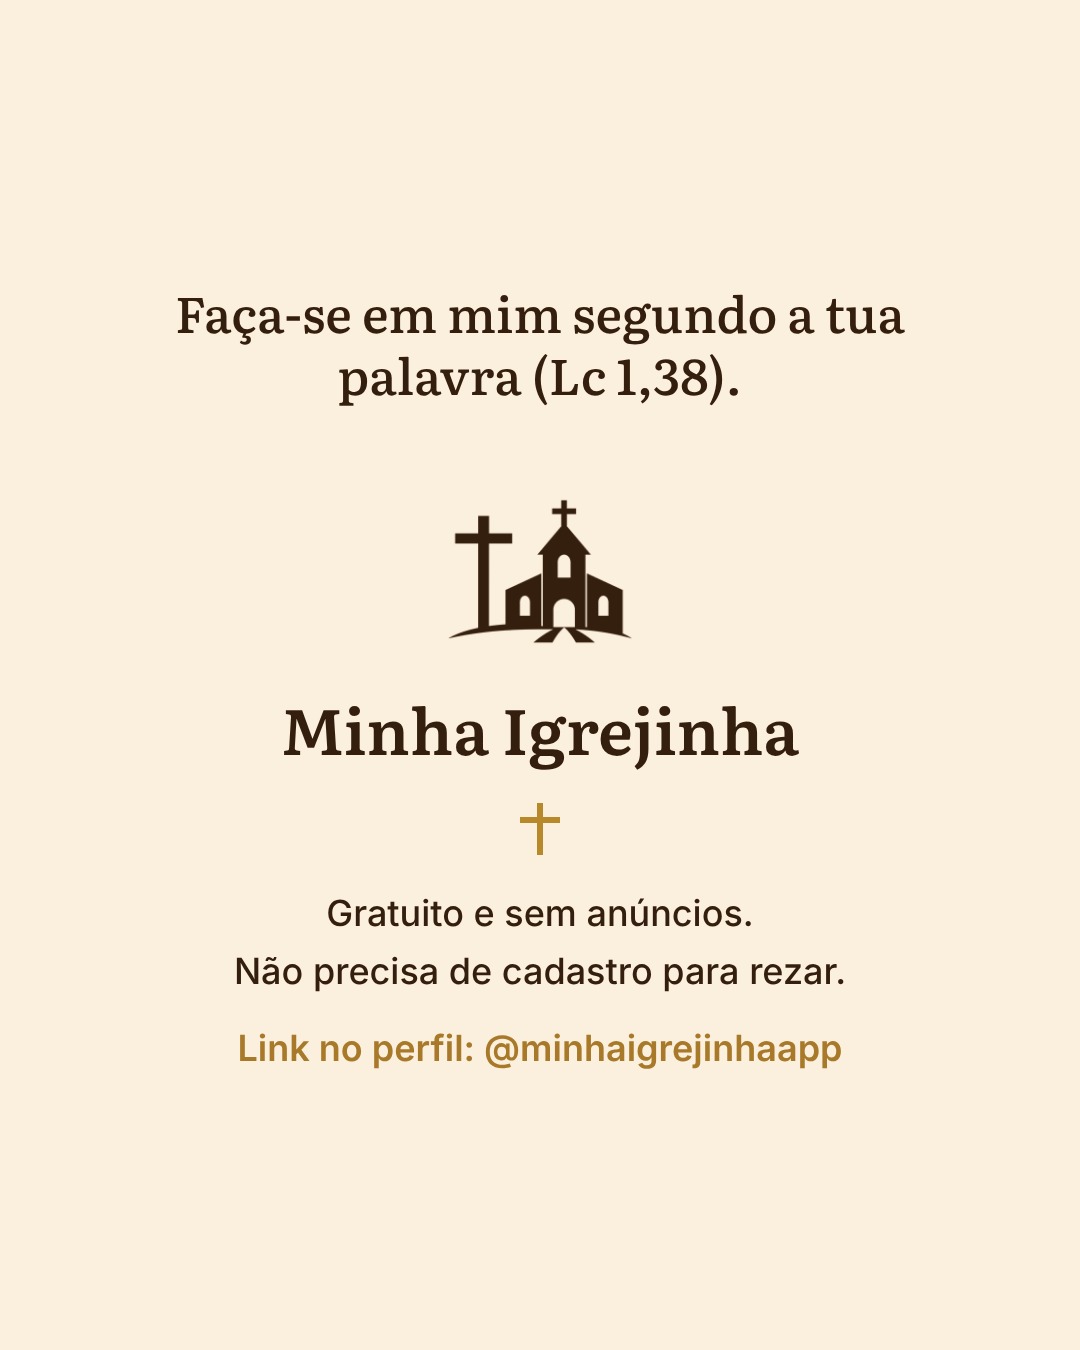 Faça-se em mim segundo a tua
palavra (Lc 1,38).
Minha Igrejinha
Gratuito e sem anúncios.
Não precisa de cadastro para rezar.
Link no perfil: @minhaigrejinhaapp